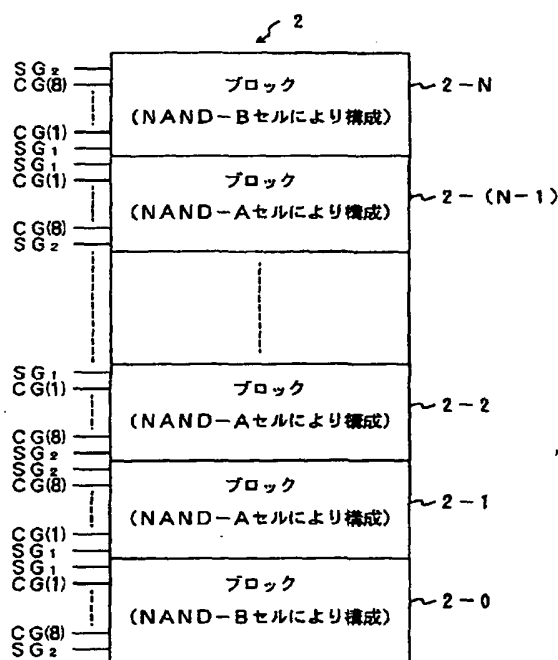 2
SG₂
CG(8)
CG(1)
SG₁
ブロック
(NAND-Bセルにより構成)
2-N
SG₁
CG(1)
CG(8)
SG₂
ブロック
(NAND-Aセルにより構成)
2-(N-1)
SG₁
CG(1)
CG(8)
SG₂
ブロック
(NAND-Aセルにより構成)
2-2
SG₂
CG(8)
CG(1)
SG₁
ブロック
(NAND-Aセルにより構成)
2-1
SG₁
CG(1)
CG(8)
SG₂
ブロック
(NAND-Bセルにより構成)
2-0